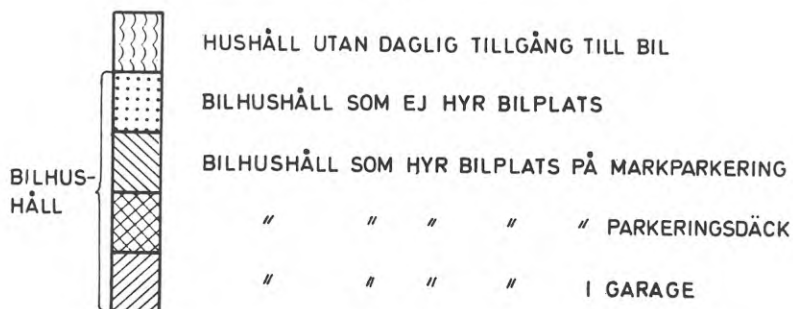 HUSHÅLL UTAN DAGLIG TILLGÅNG TILL BIL
BILHUSHÅLL SOM EJ HYR BILPLATS
BILHUSHÅLL SOM HYR BILPLATS PÅ MARKPARKERING
BILHUS-
HÅLL
〃 〃 〃 〃 〃 PARKERINGSDÄCK
〃 〃 〃 〃 I GARAGE